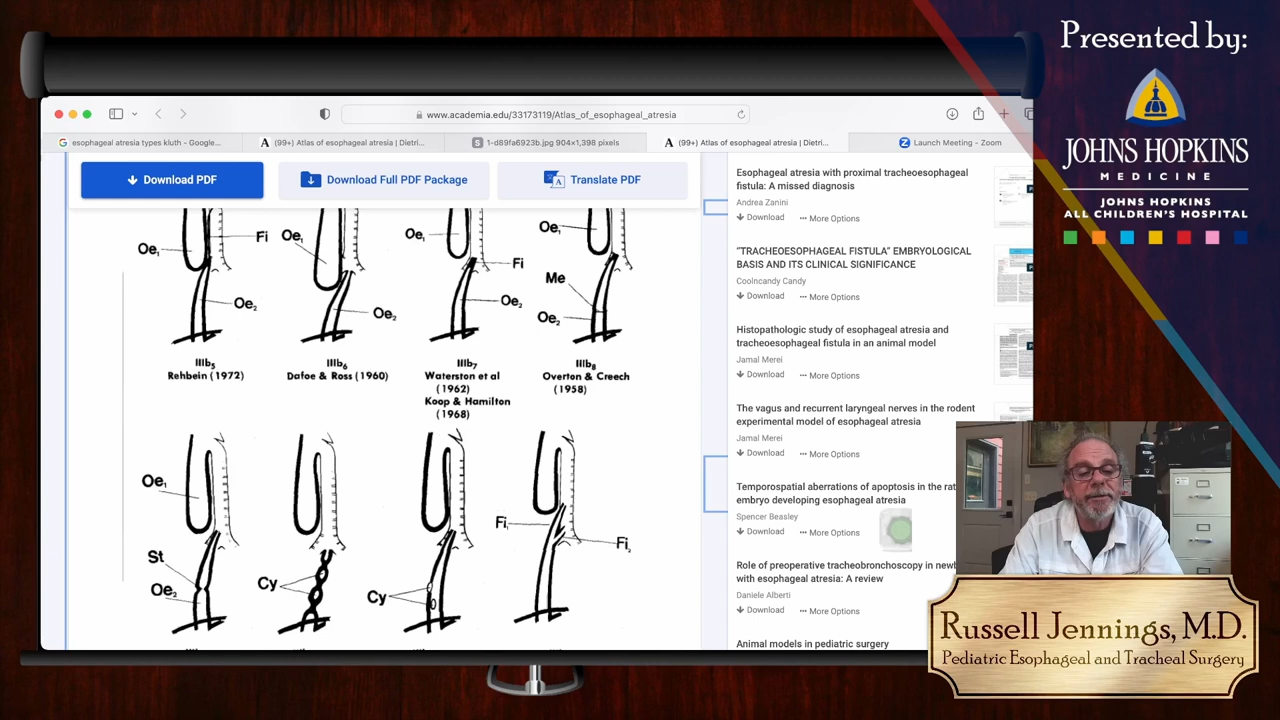 Presented by:
JOHNS HOPKINS
MEDICINE
JOHNS HOPKINS
ALL CHILDREN'S HOSPITAL
www.academia.edu/33173119/Atlas_of_esophageal_atresia
esophageal atresia types kluth - Google...
(99+) Atlas of esophageal atresia | Dietri...
1-d89fa6923b.jpg 904×1,398 pixels
(99+) Atlas of esophageal atresia | Dietri...
Launch Meeting - Zoom
Download PDF
Download Full PDF Package
Translate PDF
Oe₁
Fi
Oe₁
Oe₁
Oe₁
Fi
Me
Oe₂
Oe₂
Oe₂
Oe₂
IIIb₅
Rehbein (1972)
IIIb₆
Dafoe & Ross (1960)
IIIb₇
Waterston et al
(1962)
Koop & Hamilton
(1968)
IIIb₈
Overton & Creech
(1958)
Oe₁
St
Oe₂
Cy
Cy
Fi,
Fi₂
Esophageal atresia with proximal tracheoesophageal
fistula: A missed diagnosis
Andrea Zanini
Download
••• More Options
“TRACHEOESOPHAGEAL FISTULA” EMBRYOLOGICAL
BASIS AND ITS CLINICAL SIGNIFICANCE
Coolncandy Candy
Download
••• More Options
Histopathologic study of esophageal atresia and
tracheoesophageal fistula in an animal model
Jamal Merei
Download
••• More Options
The vagus and recurrent laryngeal nerves in the rodent
experimental model of esophageal atresia
Jamal Merei
Download
••• More Options
Temporospatial aberrations of apoptosis in the rat
embryo developing esophageal atresia
Spencer Beasley
Download
••• More Options
Role of preoperative tracheobronchoscopy in newb
with esophageal atresia: A review
Daniele Alberti
Download
••• More Options
Animal models in pediatric surgery
Russell Jennings, M.D.
Pediatric Esophageal and Tracheal Surgery